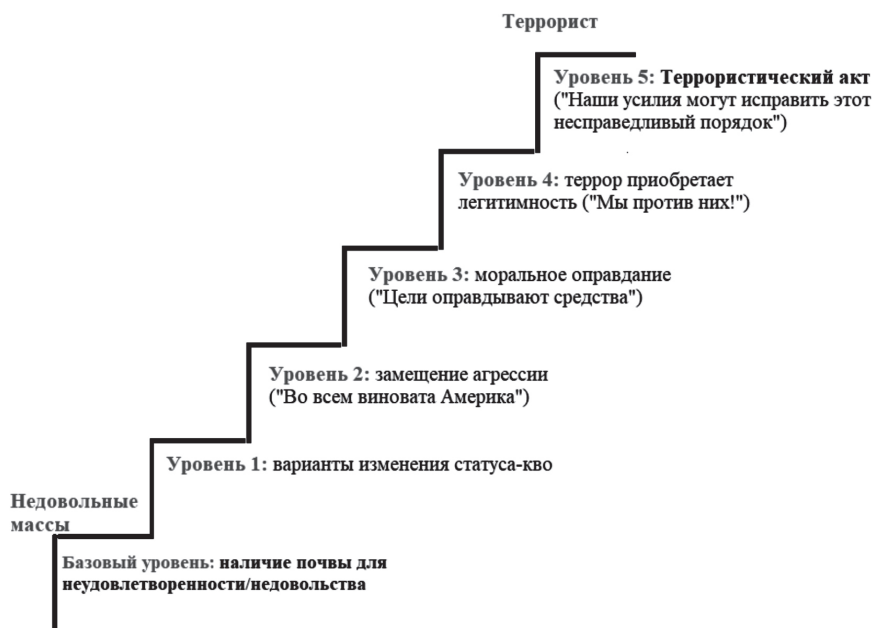 Террорист
Уровень 5: Террористический акт
("Наши усилия могут исправить этот
несправедливый порядок")
Уровень 4: террор приобретает
легитимность ("Мы против них!")
Уровень 3: моральное оправдание
("Цели оправдывают средства")
Уровень 2: замещение агрессии
("Во всем виновата Америка")
Уровень 1: варианты изменения статуса-кво
Недовольные
массы
Базовый уровень: наличие почвы для
неудовлетворенности/недовольства